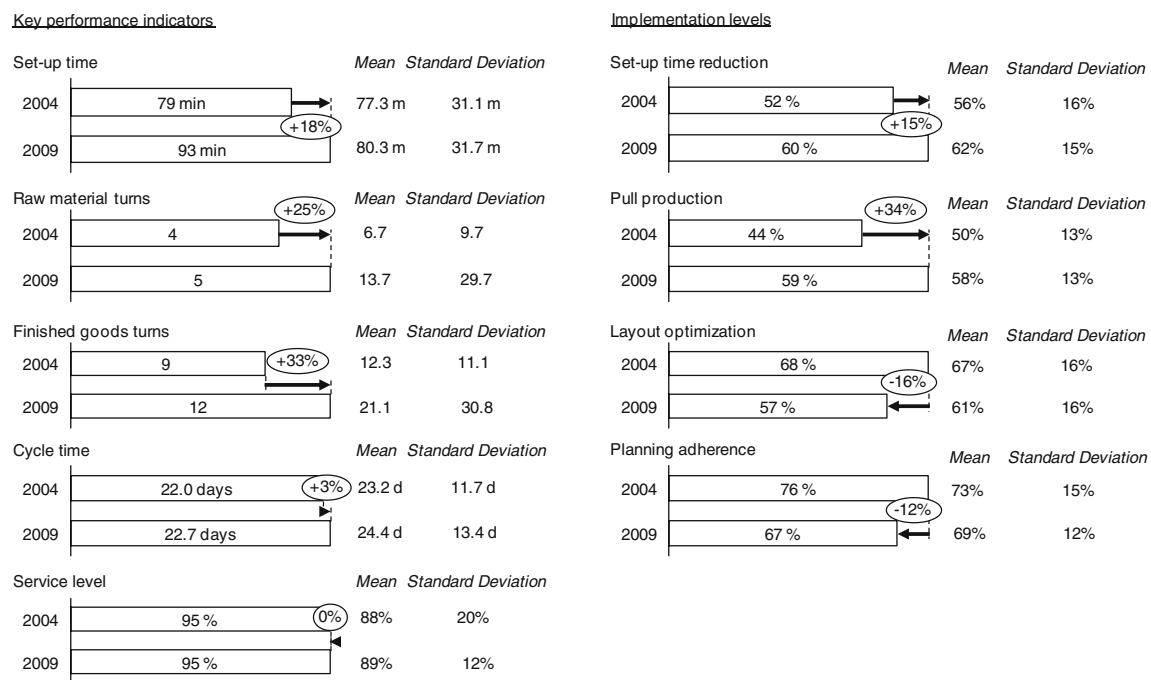 Key performance indicators
Set-up time Mean Standard Deviation
2004 79 min 77.3 m 31.1 m
+18%
2009 93 min 80.3 m 31.7 m
Raw material turns Mean Standard Deviation
+25%
2004 4 6.7 9.7
2009 5 13.7 29.7
Finished goods turns Mean Standard Deviation
2004 9 +33% 12.3 11.1
2009 12 21.1 30.8
Cycle time Mean Standard Deviation
2004 22.0 days +3% 23.2 d 11.7 d
2009 22.7 days 24.4 d 13.4 d
Service level Mean Standard Deviation
2004 95 % 0% 88% 20%
2009 95 % 89% 12%
Implementation levels
Set-up time reduction Mean Standard Deviation
2004 52 % 56% 16%
+15%
2009 60 % 62% 15%
Pull production Mean Standard Deviation
+34%
2004 44 % 50% 13%
2009 59 % 58% 13%
Layout optimization Mean Standard Deviation
2004 68 % 67% 16%
-16%
2009 57 % 61% 16%
Planning adherence Mean Standard Deviation
2004 76 % 73% 15%
-12%
2009 67 % 69% 12%